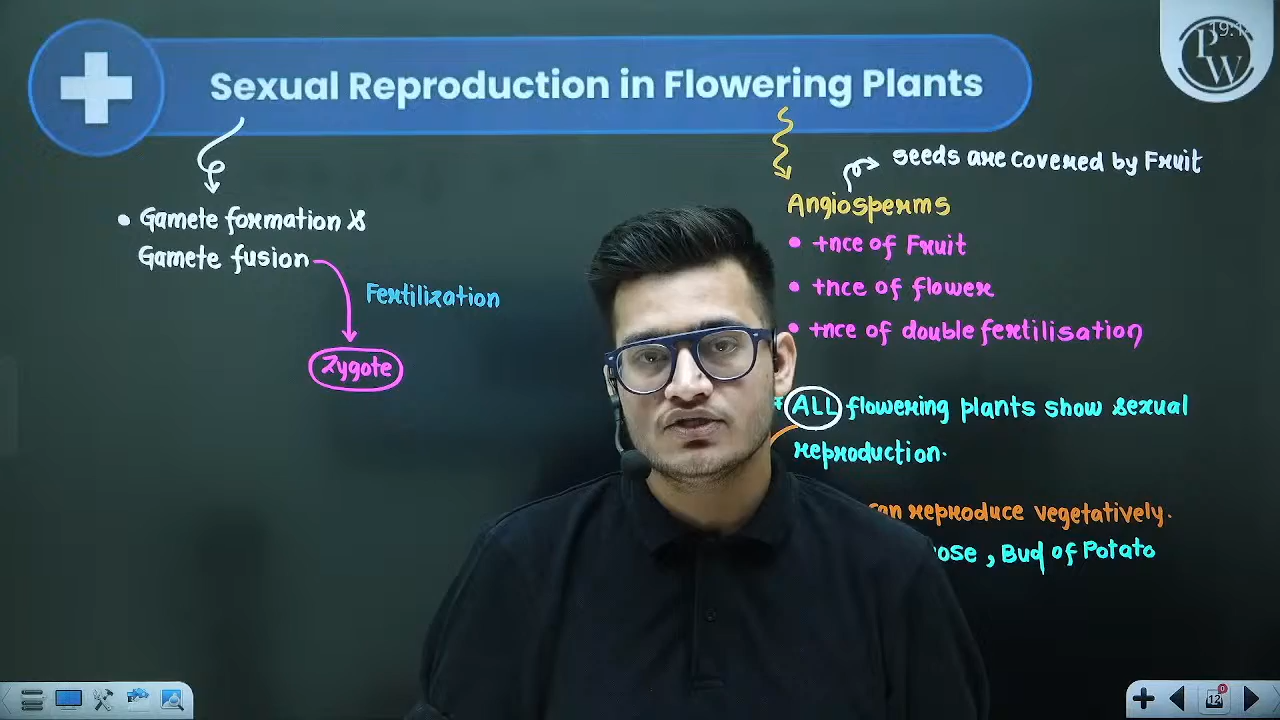 Sexual Reproduction in Flowering Plants
PW
seeds are covered by Fruit
Angiosperms
• Gamete formation &
Gamete fusion
Fertilization
Zygote
• +nce of Fruit
• +nce of flower
• +nce of double fertilisation
* ALL flowering plants show sexual
reproduction.
can reproduce vegetatively.
ose, Bud of Potato
12